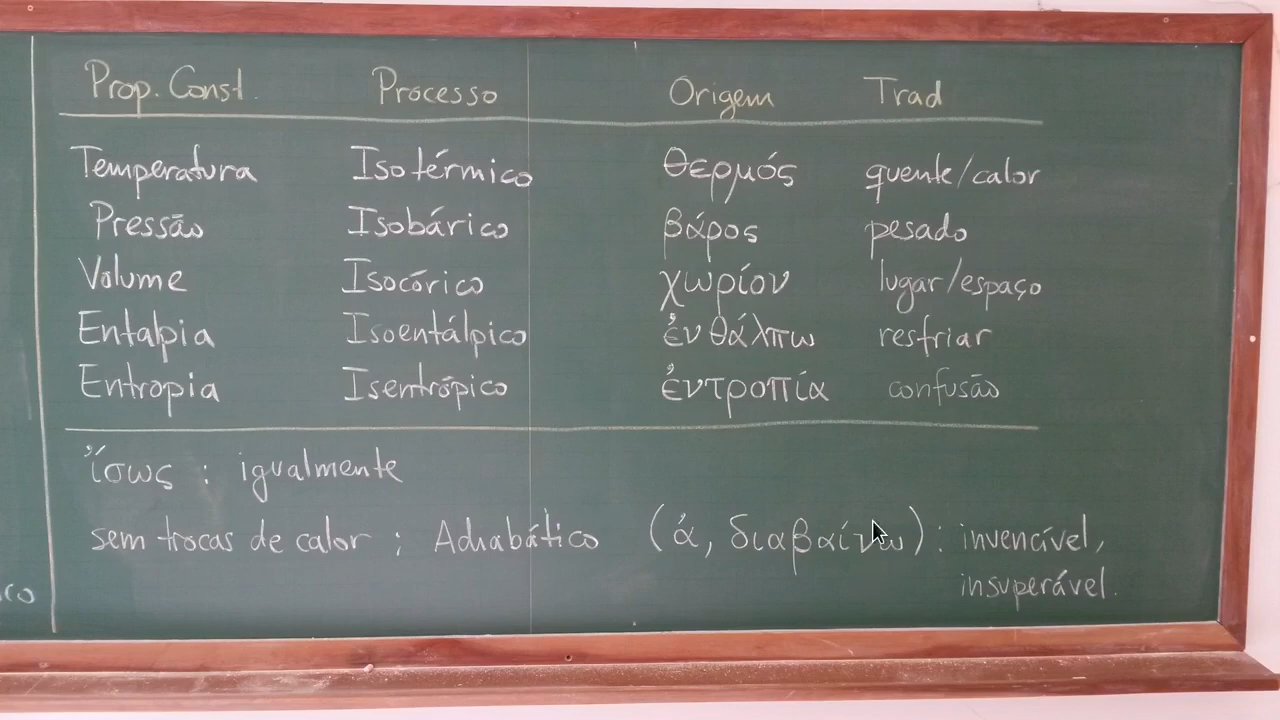 Prop. Const. Processo Origem Trad
Temperatura Isotérmico θερμός quente/calor
Pressão Isobárico βάρος pesado
Volume Isocórico χωρίον lugar/espaço
Entalpia Isoentálpico ἐνθάλπω resfriar
Entropia Isentrópico ἐντροπία confusão
ἴσως : igualmente
sem trocas de calor ; Adiabático (ἀ, διαβαίνω) : invencível,
insuperável.